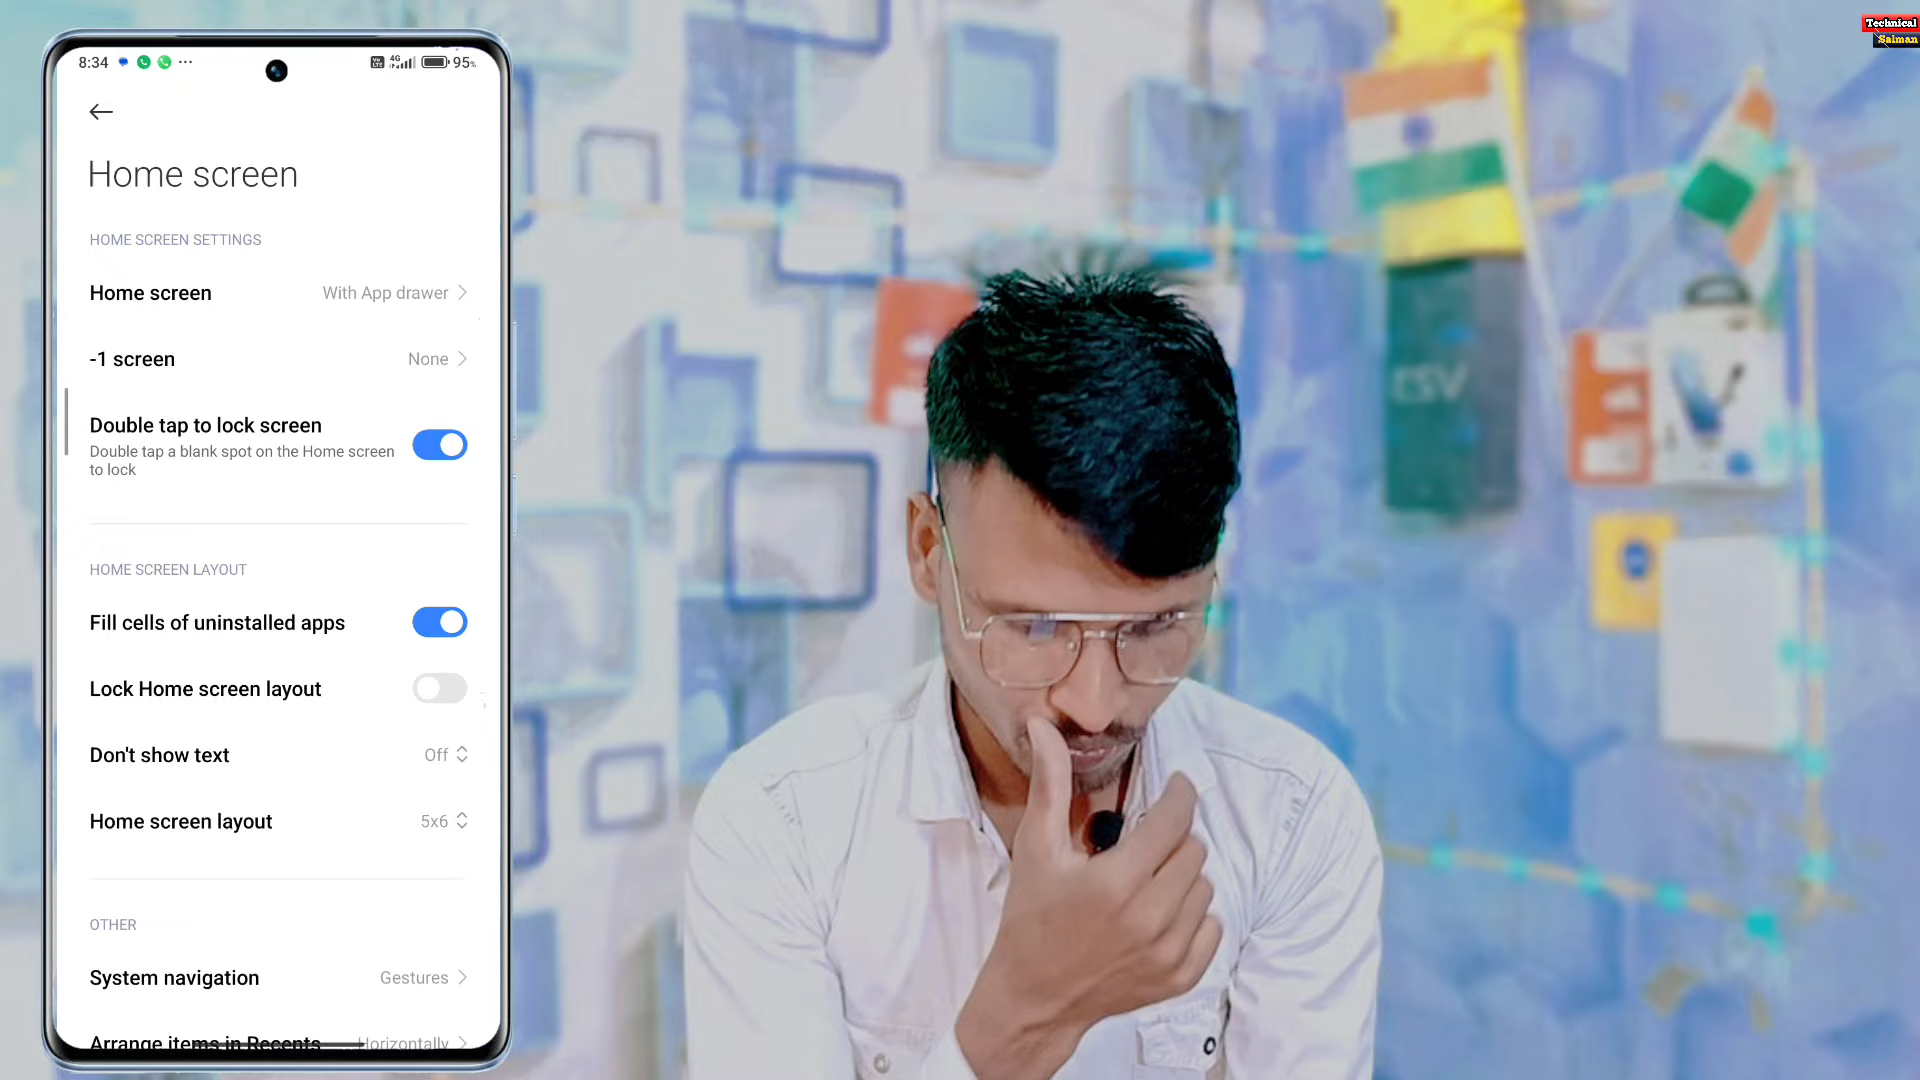 Technical
Salman
8:34
4G
95%
Home screen
HOME SCREEN SETTINGS
Home screen
With App drawer
-1 screen
None
Double tap to lock screen
Double tap a blank spot on the Home screen
to lock
HOME SCREEN LAYOUT
Fill cells of uninstalled apps
Lock Home screen layout
Don't show text
Off
Home screen layout
5x6
OTHER
System navigation
Gestures
Arrange items in Recents
Horizontally